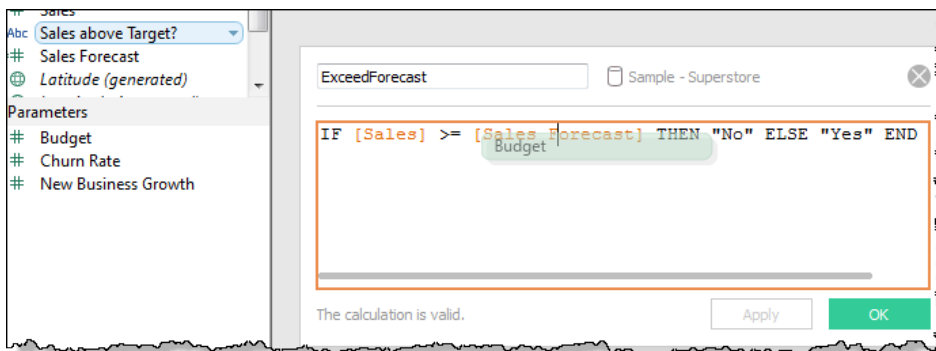 Sales
Abc Sales above Target?
# Sales Forecast
Latitude (generated)
Parameters
# Budget
# Churn Rate
# New Business Growth
ExceedForecast
Sample - Superstore
IF [Sales] >= [Sales Forecast] THEN "No" ELSE "Yes" END
Budget
The calculation is valid.
Apply
OK